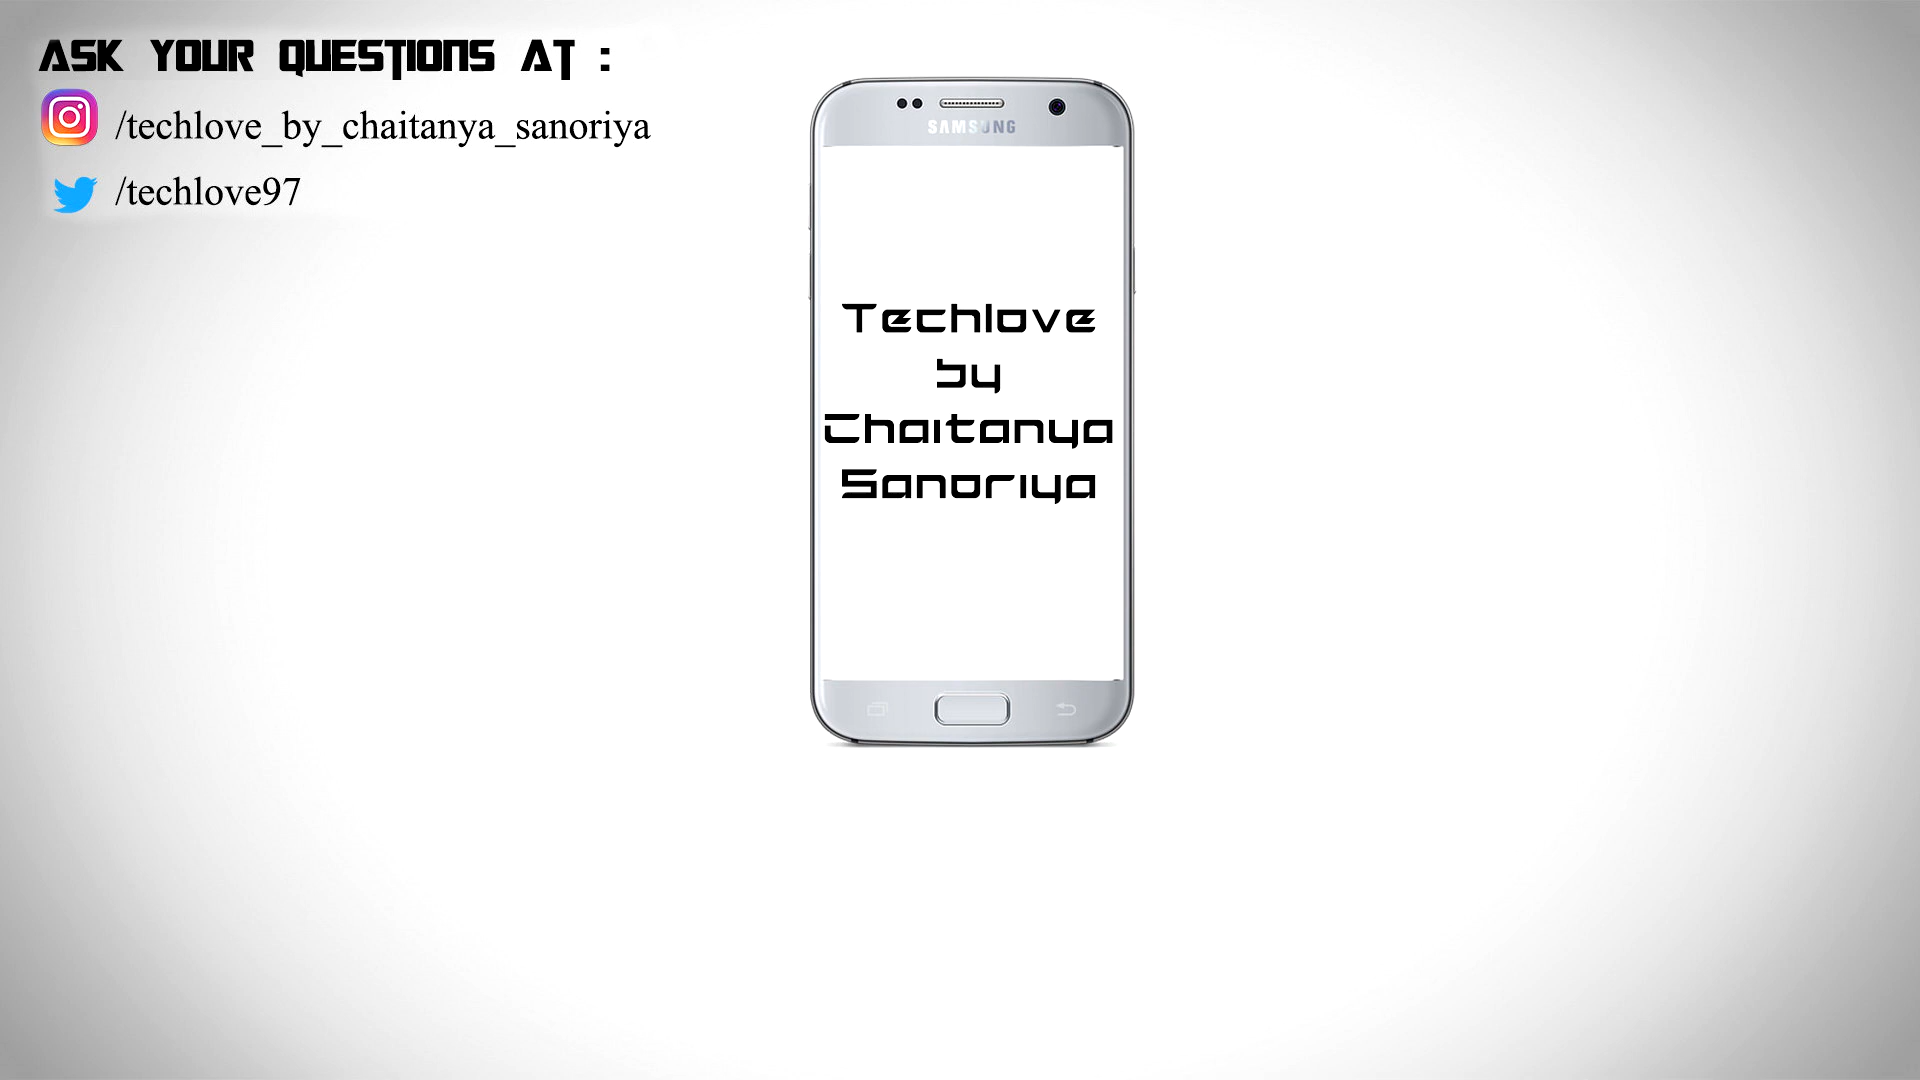 ASK YOUR QUESTIONS AT :
/techlove_by_chaitanya_sanoriya
/techlove97
SAMSUNG
Techlove
by
Chaitanya
Sanoriya